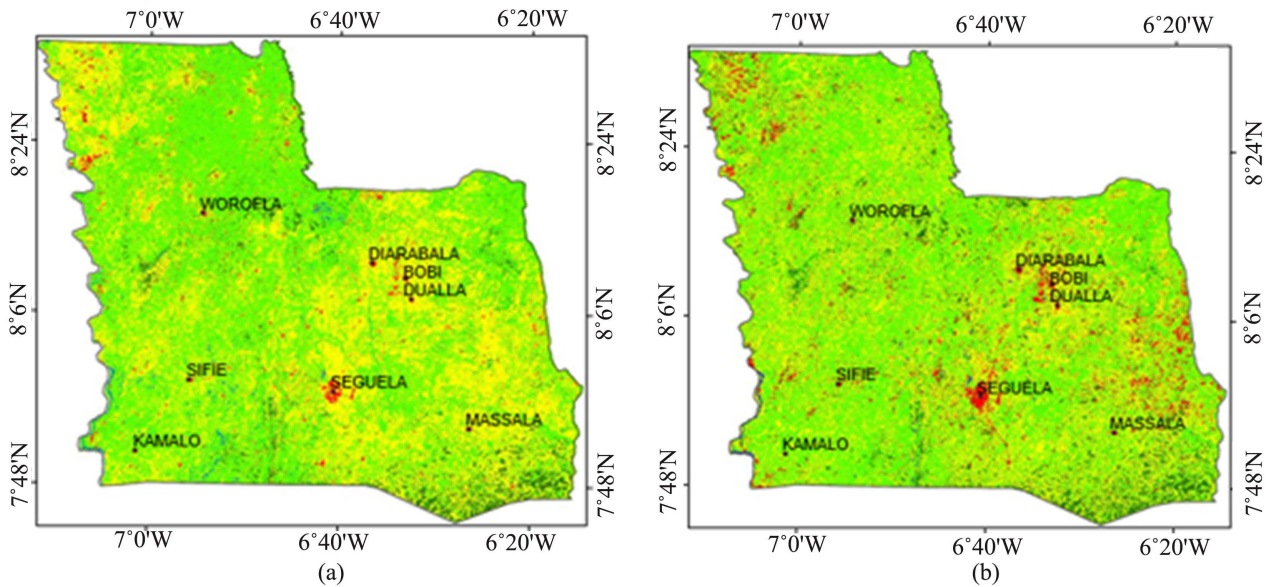 7˚0'W 6˚40'W 6˚20'W
8˚24'N
8˚24'N
WOROFLA
DIARABALA
BOBI
DUALLA
8˚6'N
8˚6'N
SIFIE
SEGUELA
MASSALA
KAMALO
7˚48'N
7˚48'N
7˚0'W 6˚40'W 6˚20'W
(a)
7˚0'W 6˚40'W 6˚20'W
8˚24'N
8˚24'N
WOROFLA
DIARABALA
BOBI
DUALLA
8˚6'N
8˚6'N
SIFIE
SEGUELA
MASSALA
KAMALO
7˚48'N
7˚48'N
7˚0'W 6˚40'W 6˚20'W
(b)